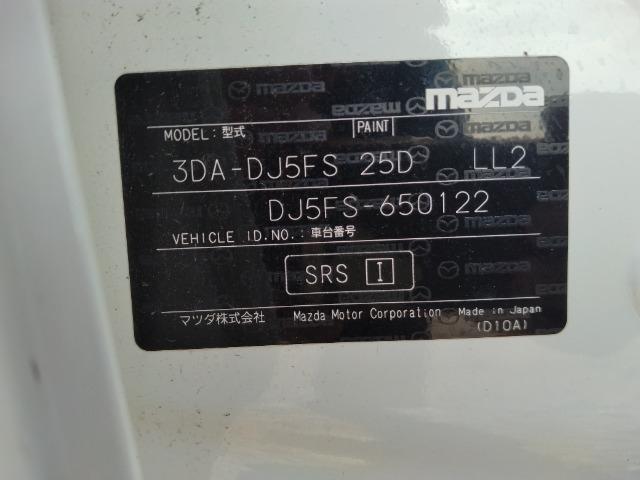 mazda
MODEL: 型式 PAINT
3DA-DJ5FS 25D LL2
DJ5FS-650122
VEHICLE ID.NO.: 車台番号
SRS I
マツダ株式会社 Mazda Motor Corporation Made in Japan
(D10A)